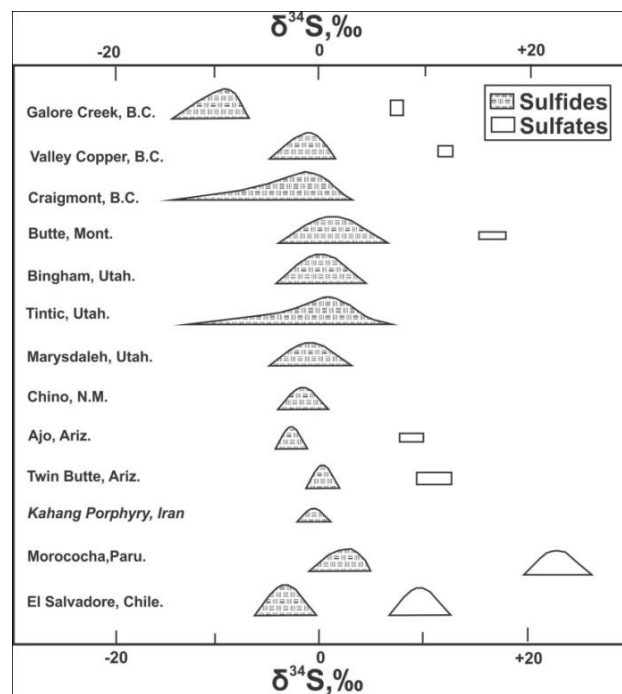 δ³⁴S,‰
-20 0 +20
Sulfides
Sulfates
Galore Creek, B.C.
Valley Copper, B.C.
Craigmont, B.C.
Butte, Mont.
Bingham, Utah.
Tintic, Utah.
Marysdaleh, Utah.
Chino, N.M.
Ajo, Ariz.
Twin Butte, Ariz.
Kahang Porphyry, Iran
Morococha,Paru.
El Salvadore, Chile.
-20 0 +20
δ³⁴S,‰